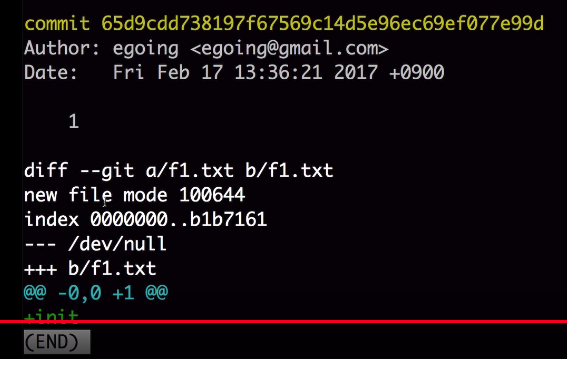 commit 65d9cdd738197f67569c14d5e96ec69ef077e99d
Author: egoing <egoing@gmail.com>
Date:   Fri Feb 17 13:36:21 2017 +0900
1
diff --git a/f1.txt b/f1.txt
new file mode 100644
index 0000000..b1b7161
--- /dev/null
+++ b/f1.txt
@@ -0,0 +1 @@
+init
(END)